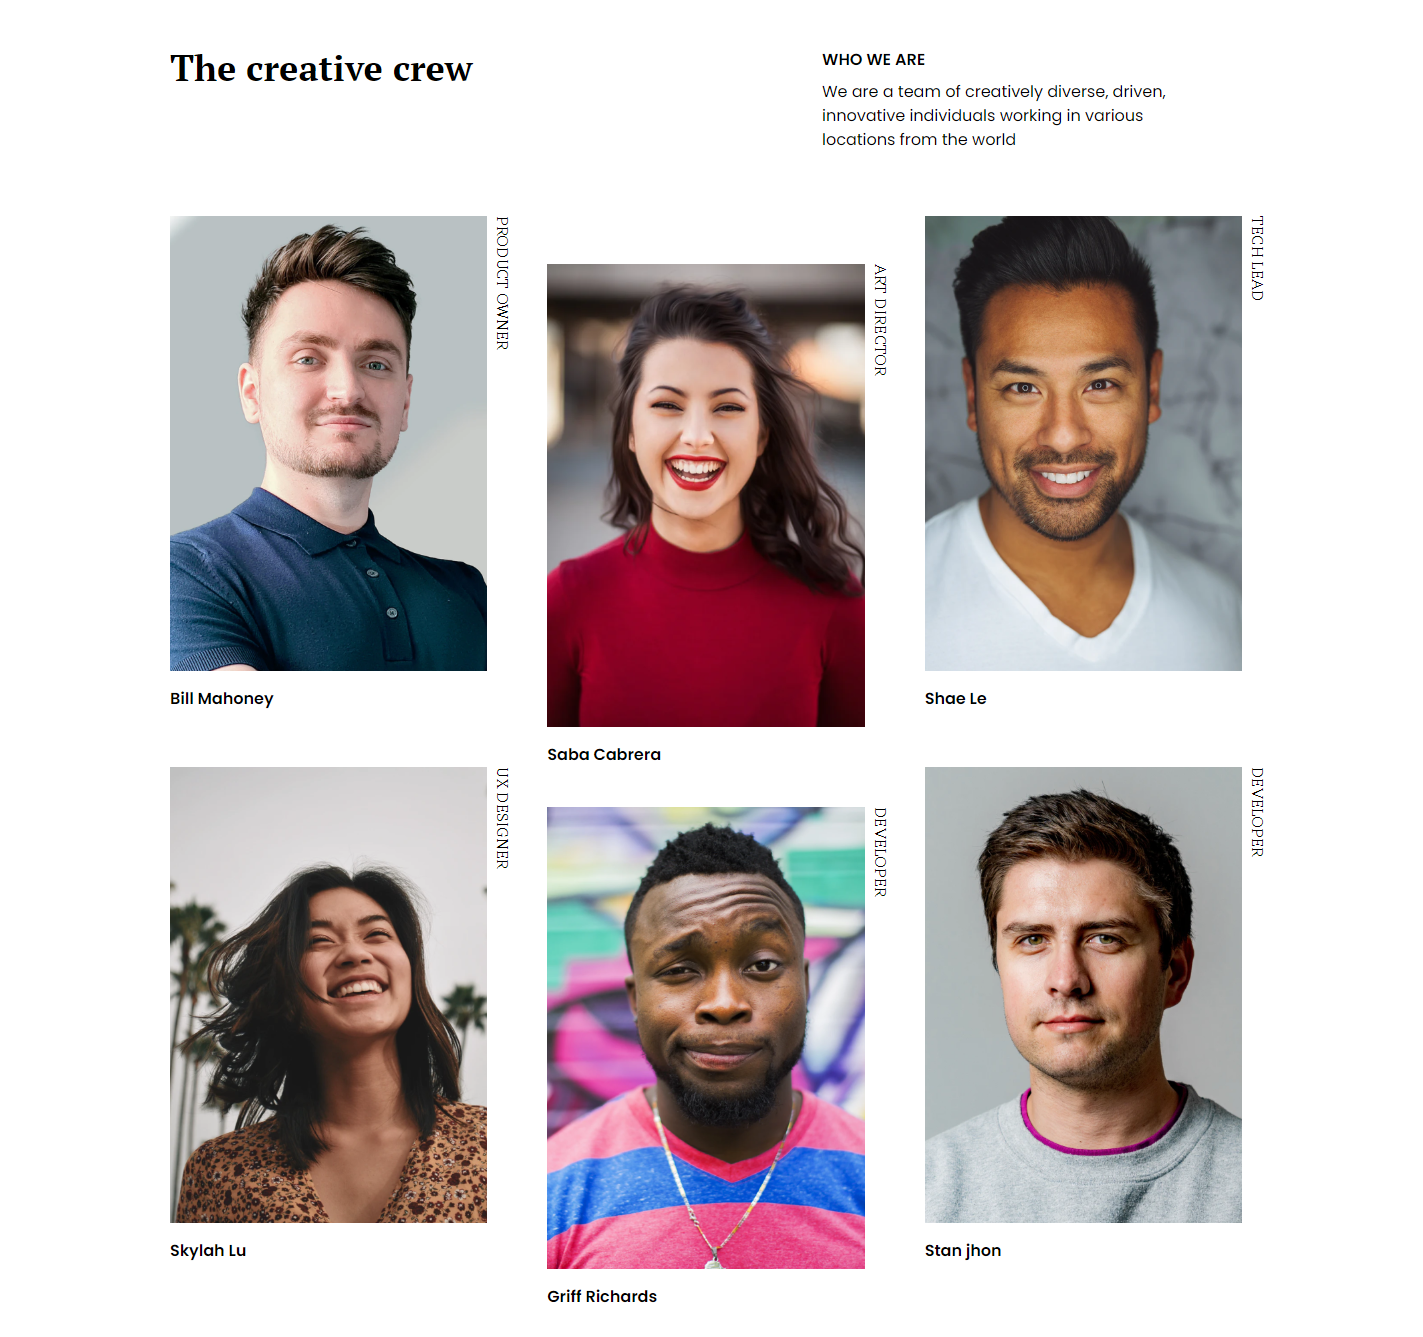 The creative crew
WHO WE ARE
We are a team of creatively diverse, driven,
innovative individuals working in various
locations from the world
PRODUCT OWNER
Bill Mahoney
ART DIRECTOR
Saba Cabrera
TECH LEAD
Shae Le
UX DESIGNER
Skylah Lu
DEVELOPER
Griff Richards
DEVELOPER
Stan jhon